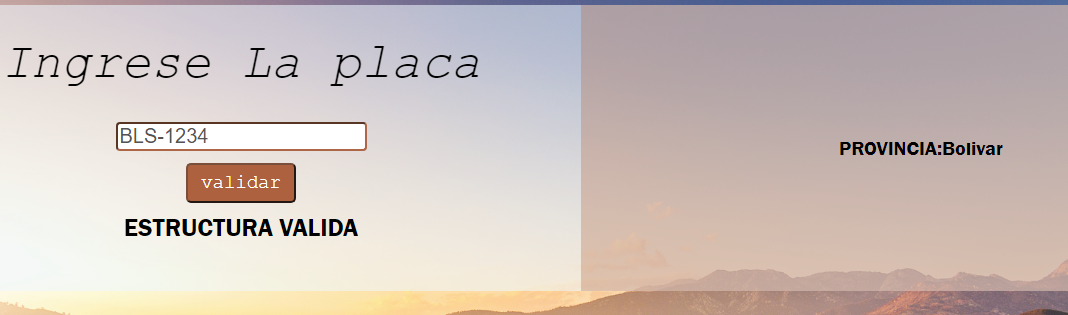 Ingrese La placa
BLS-1234
validar
ESTRUCTURA VALIDA
PROVINCIA:Bolivar